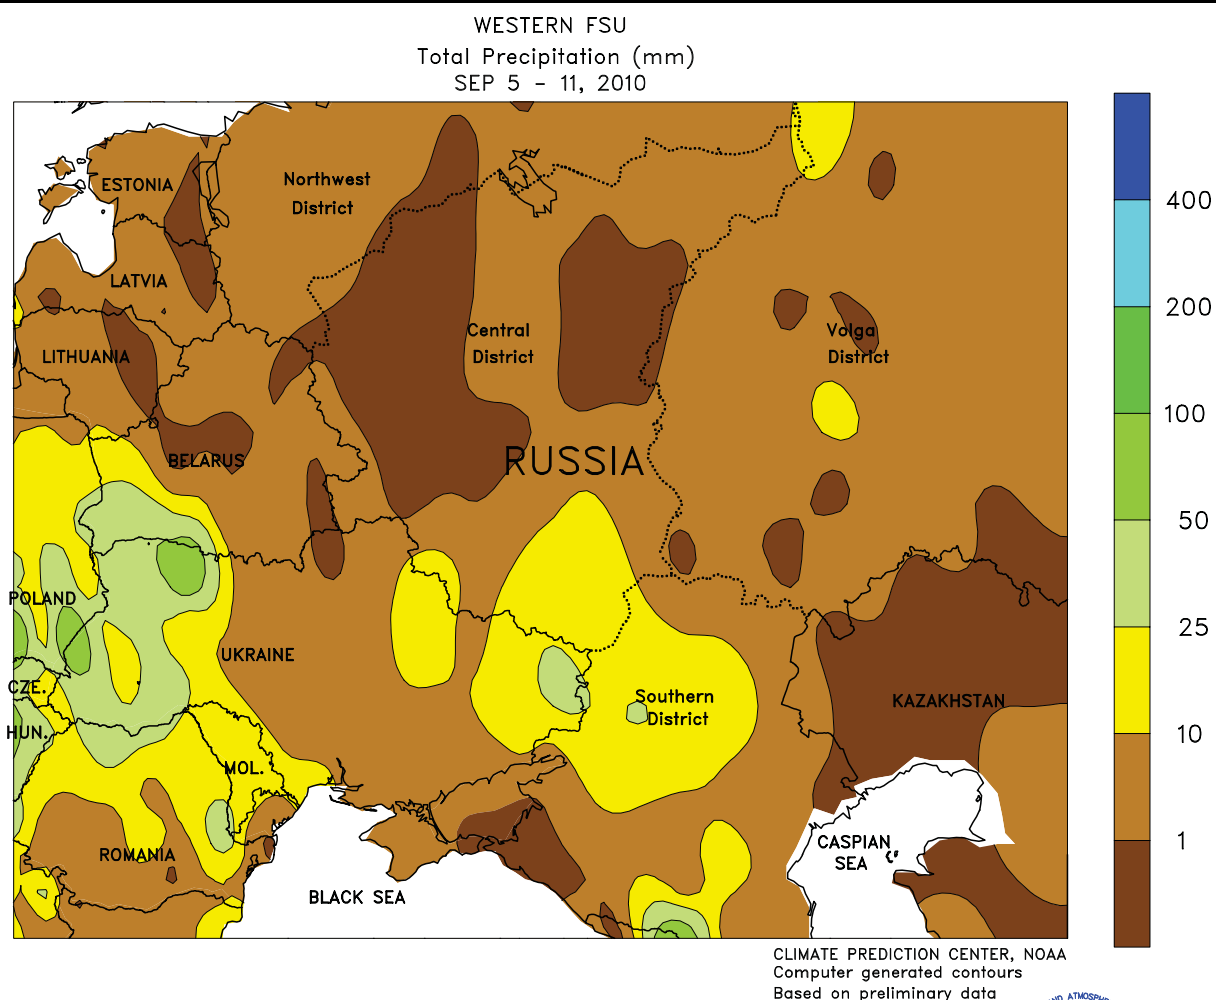 WESTERN FSU
Total Precipitation (mm)
SEP 5 - 11, 2010
ESTONIA
Northwest
District
LATVIA
LITHUANIA
Central
District
Volga
District
BELARUS
RUSSIA
POLAND
UKRAINE
CZE.
HUN.
MOL.
Southern
District
KAZAKHSTAN
ROMANIA
BLACK SEA
CASPIAN
SEA
400
200
100
50
25
10
1
CLIMATE PREDICTION CENTER, NOAA
Computer generated contours
Based on preliminary data